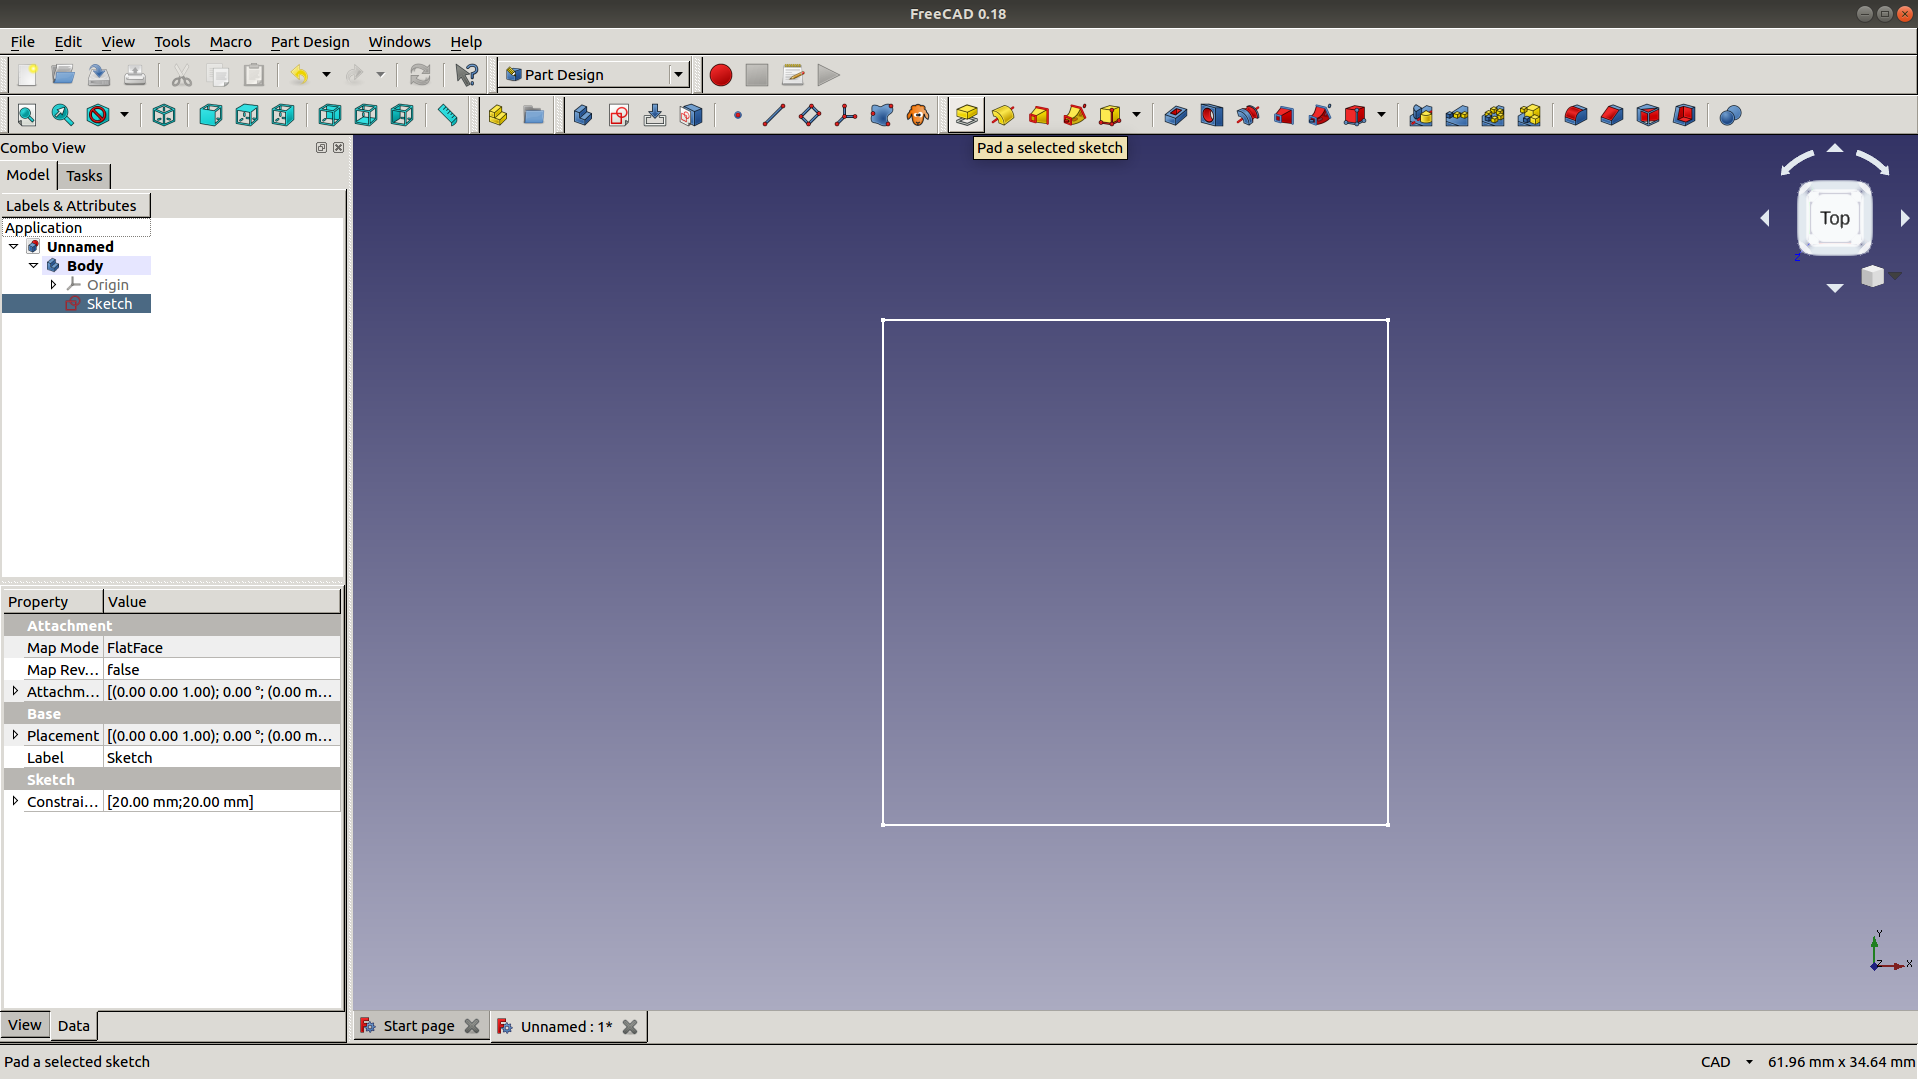 FreeCAD 0.18
File Edit View Tools Macro Part Design Windows Help
Part Design
Combo View
Pad a selected sketch
Model Tasks
Labels & Attributes
Application
Unnamed
Body
Origin
Sketch
Top
Z
Property Value
Attachment
Map Mode FlatFace
Map Rev... false
Attachm... [(0.00 0.00 1.00); 0.00 °; (0.00 m...
Base
Placement [(0.00 0.00 1.00); 0.00 °; (0.00 m...
Label Sketch
Sketch
Constrai... [20.00 mm;20.00 mm]
Y
Z X
View Data
Start page Unnamed : 1*
Pad a selected sketch CAD 61.96 mm x 34.64 mm